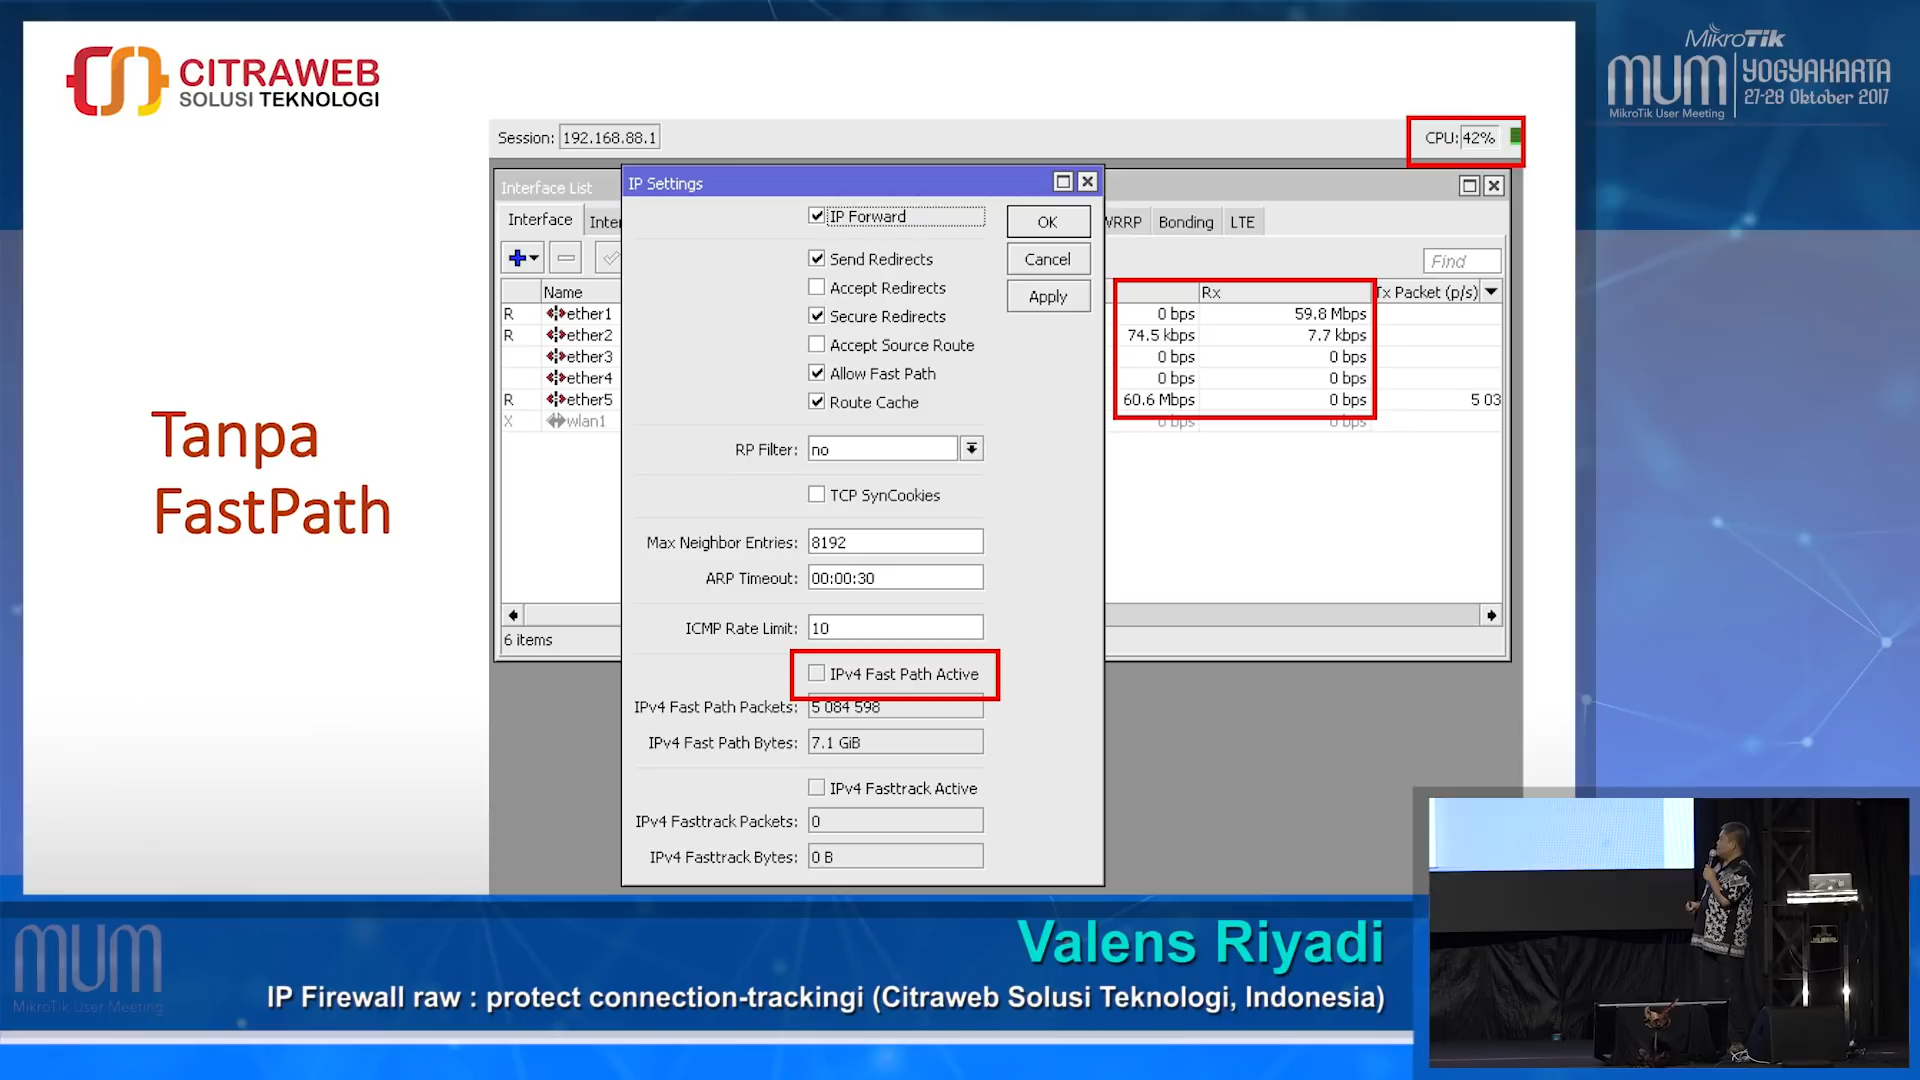 CITRAWEB
SOLUSI TEKNOLOGI
MikroTik
MUM YOGYAKARTA
27-28 Oktober 2017
MikroTik User Meeting
Session: 192.168.88.1
CPU: 42%
Interface List
IP Settings
Interface
Inter
VRRP
Bonding
LTE
IP Forward
OK
Send Redirects
Cancel
Accept Redirects
Apply
Secure Redirects
Accept Source Route
Allow Fast Path
Route Cache
Find
Name
Rx
Tx Packet (p/s)
R ether1 0 bps 59.8 Mbps
R ether2 74.5 kbps 7.7 kbps
ether3 0 bps 0 bps
ether4 0 bps 0 bps
R ether5 60.6 Mbps 0 bps 5 03
X wlan1 0 bps 0 bps
RP Filter: no
TCP SynCookies
Max Neighbor Entries: 8192
ARP Timeout: 00:00:30
ICMP Rate Limit: 10
6 items
IPv4 Fast Path Active
IPv4 Fast Path Packets: 5 084 598
IPv4 Fast Path Bytes: 7.1 GiB
IPv4 Fasttrack Active
IPv4 Fasttrack Packets: 0
IPv4 Fasttrack Bytes: 0 B
Tanpa
FastPath
MUM
MikroTik User Meeting
Valens Riyadi
IP Firewall raw : protect connection-trackingi (Citraweb Solusi Teknologi, Indonesia)